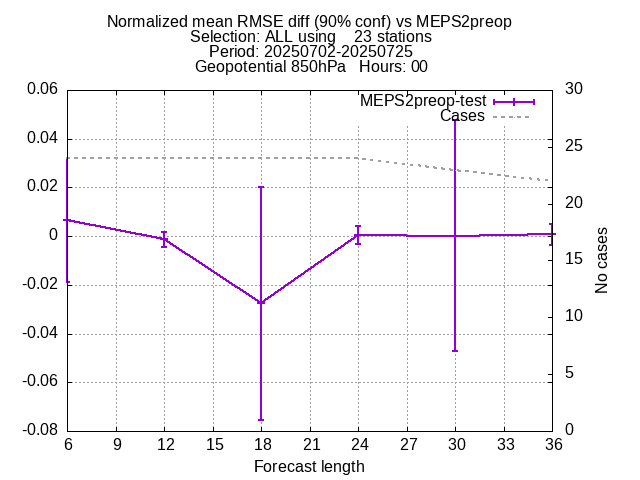 Normalized mean RMSE diff (90% conf) vs MEPS2preop
Selection: ALL using    23 stations
Period: 20250702-20250725
Geopotential 850hPa   Hours: 00
MEPS2preop-test
Cases
0.06
0.04
0.02
0
-0.02
-0.04
-0.06
-0.08
30
25
20
15
10
5
0
No cases
6 9 12 15 18 21 24 27 30 33 36
Forecast length